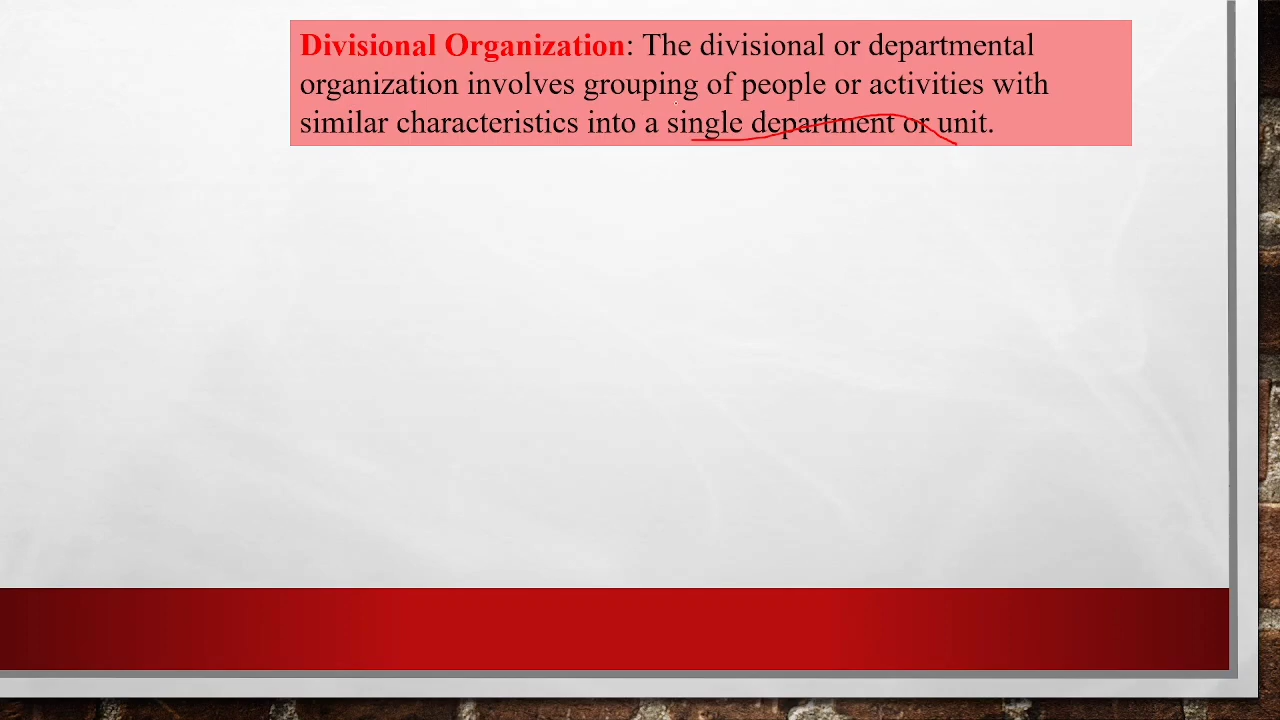 Divisional Organization: The divisional or departmental
organization involves grouping of people or activities with
similar characteristics into a single department or unit.